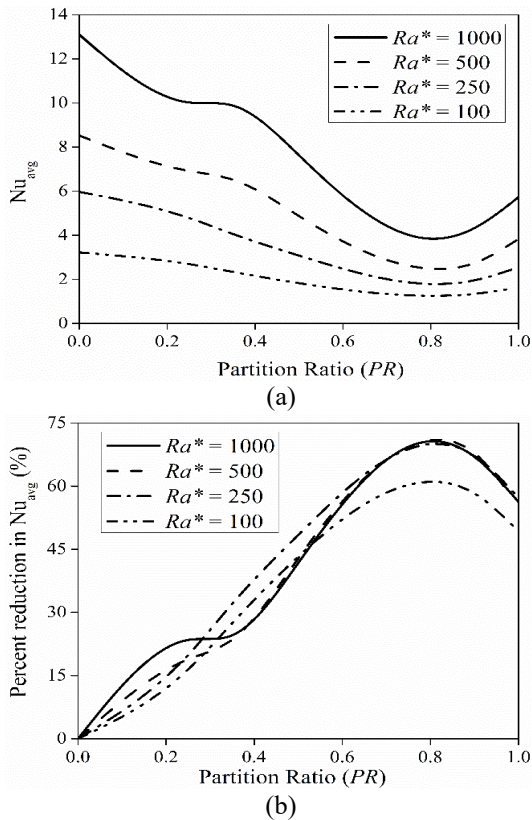 14
12
10
8
6
4
2
0
Nu_avg
Ra* = 1000
Ra* = 500
Ra* = 250
Ra* = 100
0.0 0.2 0.4 0.6 0.8 1.0
Partition Ratio (PR)
(a)
75
60
45
30
15
0
Percent reduction in Nu_avg (%)
Ra* = 1000
Ra* = 500
Ra* = 250
Ra* = 100
0.0 0.2 0.4 0.6 0.8 1.0
Partition Ratio (PR)
(b)